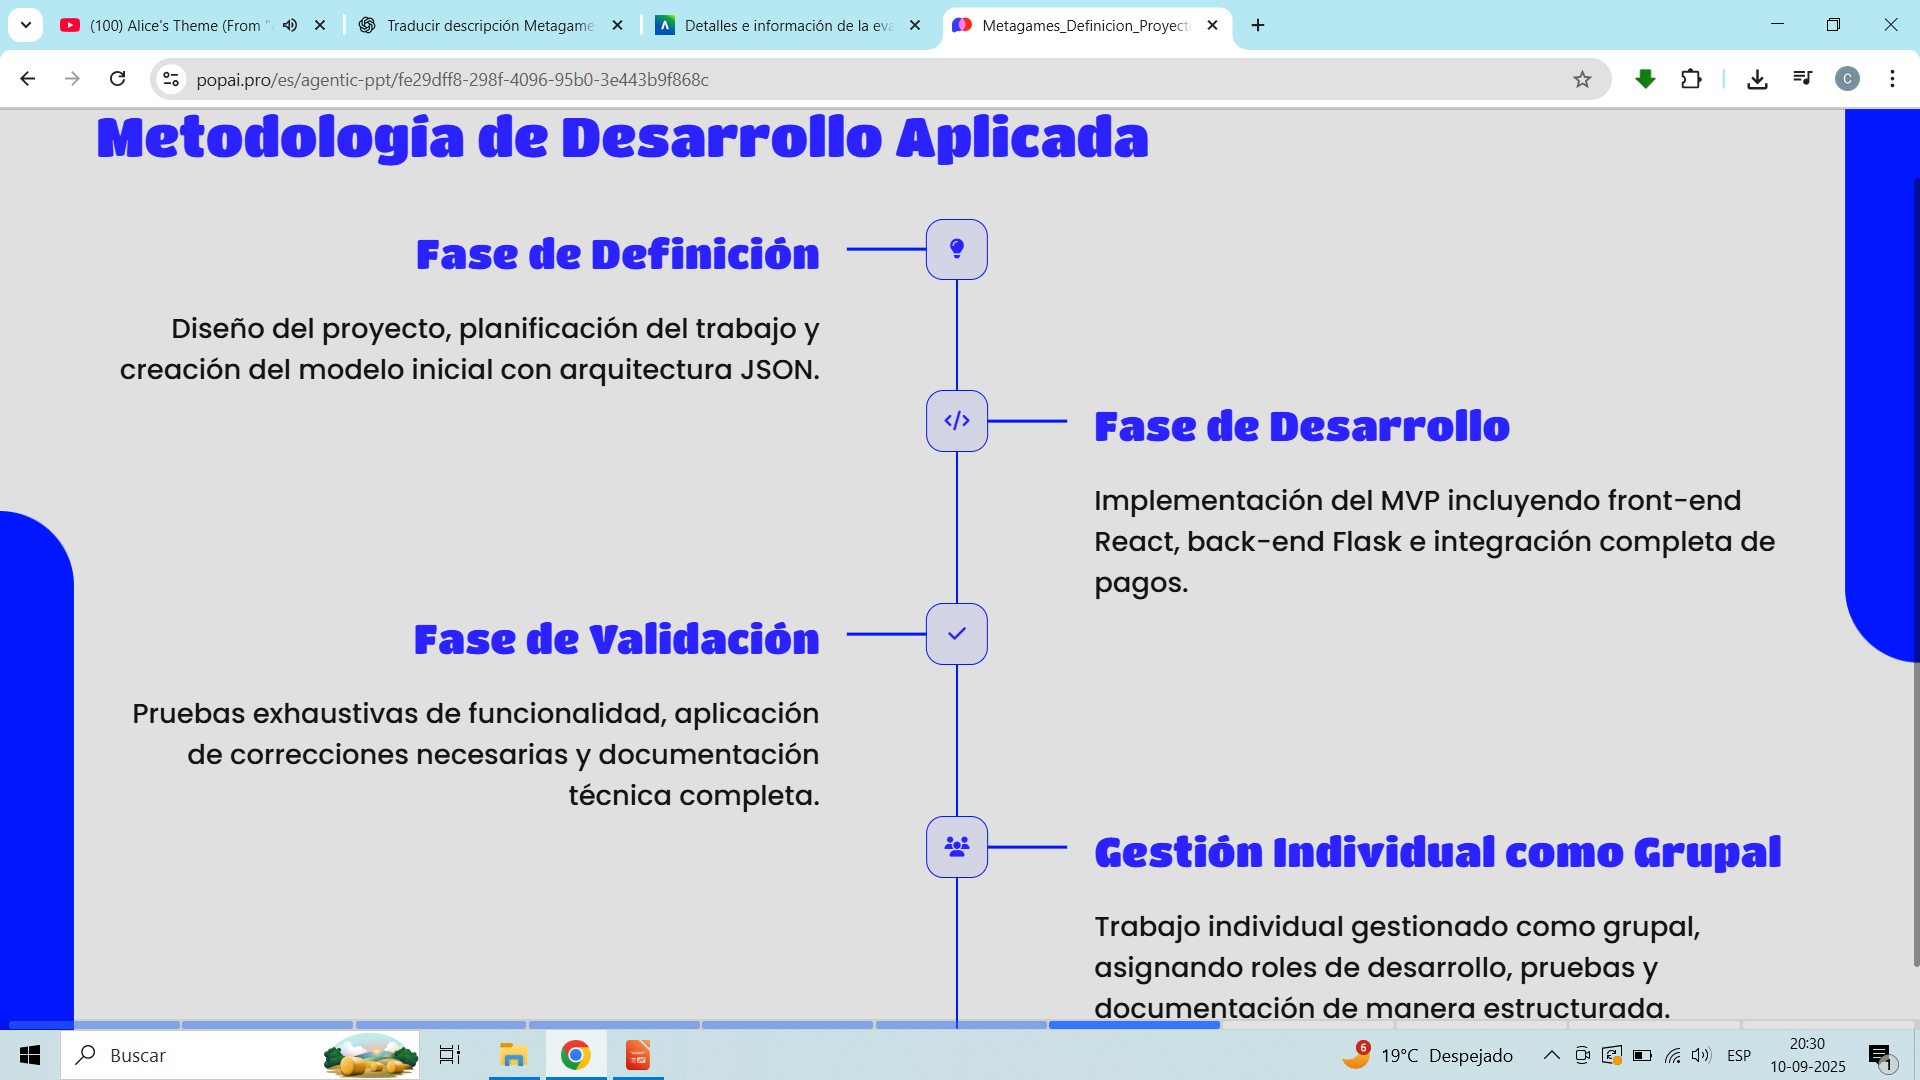 (100) Alice's Theme (From "
Traducir descripción Metagame
Detalles e información de la eva
Metagames_Definicion_Proyect
popai.pro/es/agentic-ppt/fe29dff8-298f-4096-95b0-3e443b9f868c
C
Metodología de Desarrollo Aplicada
Fase de Definición
Diseño del proyecto, planificación del trabajo y
creación del modelo inicial con arquitectura JSON.
</>
Fase de Desarrollo
Implementación del MVP incluyendo front-end
React, back-end Flask e integración completa de
pagos.
Fase de Validación
Pruebas exhaustivas de funcionalidad, aplicación
de correcciones necesarias y documentación
técnica completa.
Gestión Individual como Grupal
Trabajo individual gestionado como grupal,
asignando roles de desarrollo, pruebas y
documentación de manera estructurada.
Buscar
6
19°C Despejado
ESP
20:30
10-09-2025
1